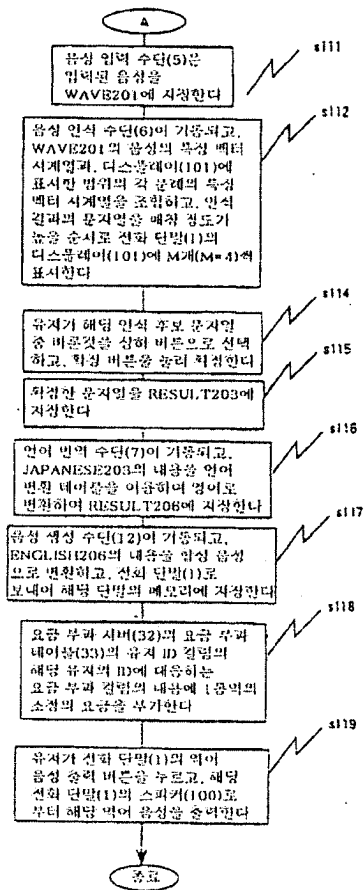 A
s111
음성 입력 수단(5)은
입력된 음성을
WAVE201에 저장한다
s112
음성 인식 수단(6)이 기동되고,
WAVE201의 음성의 특징 벡터
시계열과, 디스플레이(101)에
표시한 범위의 각 문례의 특징
벡터 시계열을 조합하고, 인식
결과의 문자열을 매칭 정도가
높을 순서로 전화 단말(1)의
디스플레이(101)에 M개(M=4)씩
표시한다
s114
유저가 해당 인식 후보 문자열
중 바른것을 상하 버튼으로 선택
하고, 확정 버튼을 눌러 확정한다
s115
확정한 문자열을 RESULT203에
저장한다
s116
언어 번역 수단(7)이 기동되고,
JAPANESE203의 내용을 언어
변환 테이블을 이용하여 영어로
변환하여 RESULT206에 저장한다
s117
음성 생성 수단(12)이 기동되고,
ENGLISH206의 내용을 합성 음성
으로 변환하고, 전화 단말(1)로
보내어 해당 단말의 메모리에 저장한다
s118
요금 부과 서버(32)의 요금 부과
테이블(33)의 유저 ID 컬럼의
해당 유저의 ID에 대응하는
요금 부과 컬럼의 내용에 1문역의
소정의 요금을 부가한다
s119
유저가 전화 단말(1)의 역어
음성 출력 버튼을 누르고, 해당
전화 단말(1)의 스피커(100)로
부터 해당 역어 음성을 출력한다
종료